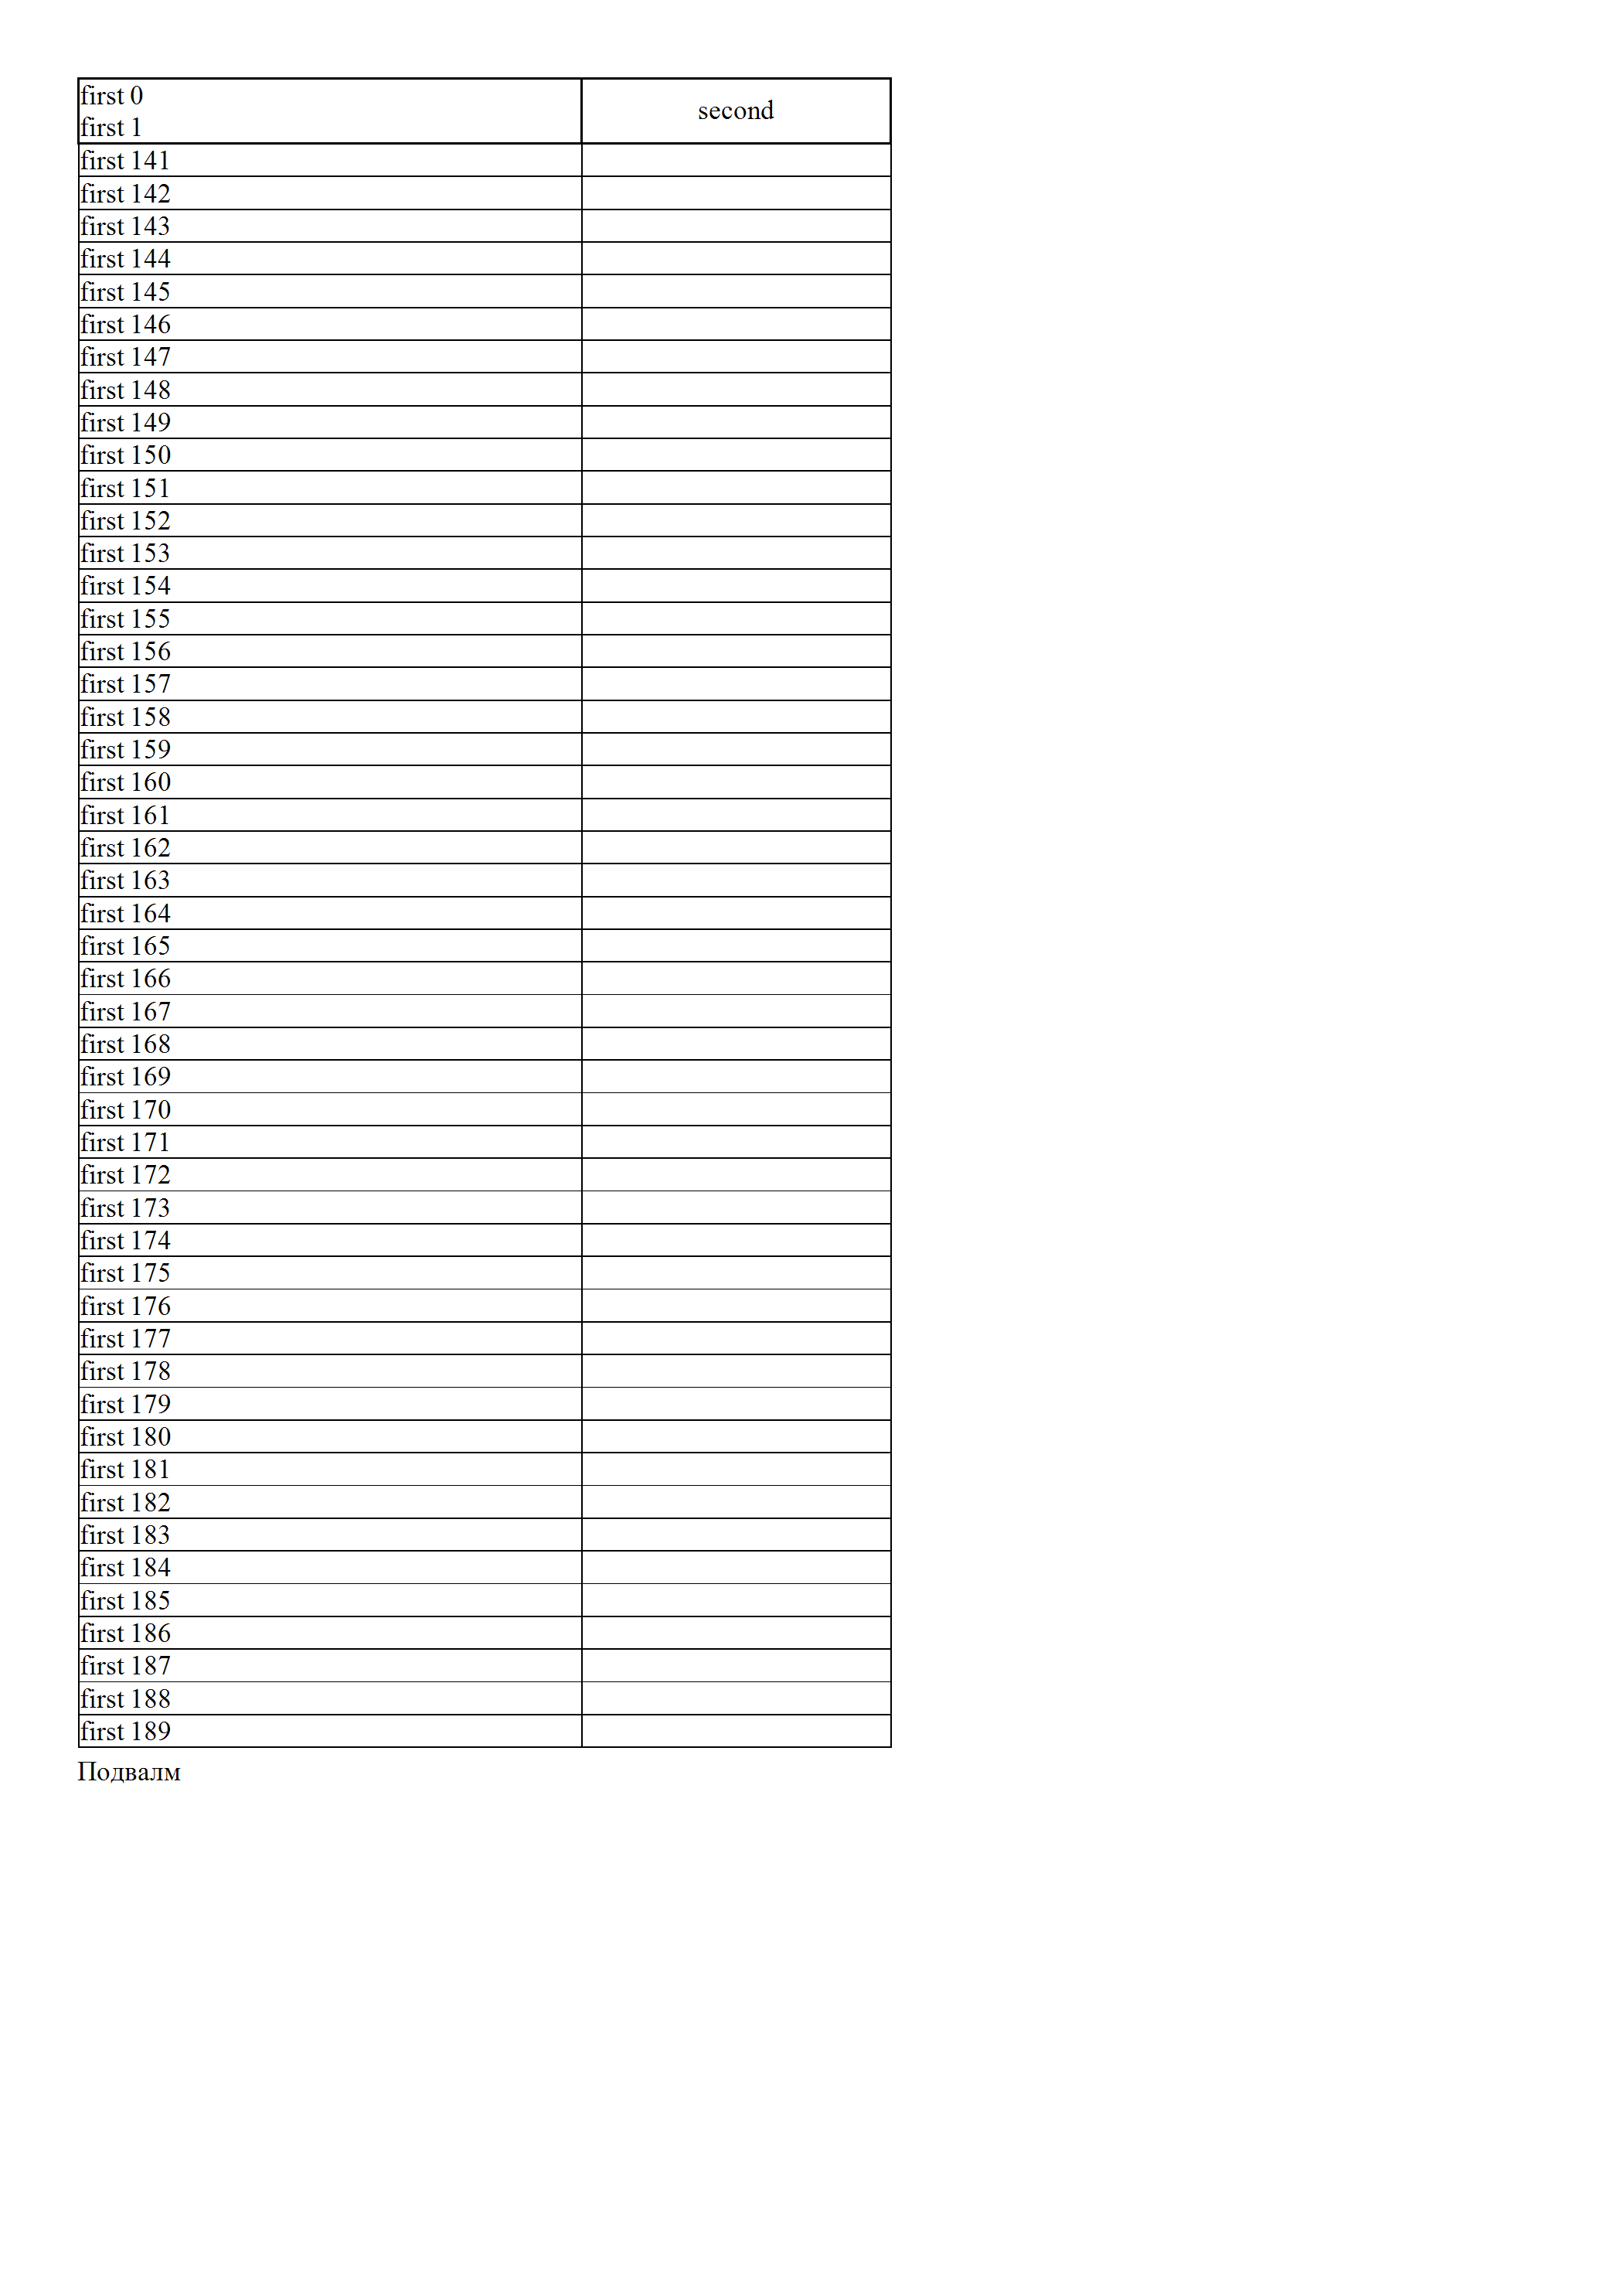 first 0
first 1
second
first 141
first 142
first 143
first 144
first 145
first 146
first 147
first 148
first 149
first 150
first 151
first 152
first 153
first 154
first 155
first 156
first 157
first 158
first 159
first 160
first 161
first 162
first 163
first 164
first 165
first 166
first 167
first 168
first 169
first 170
first 171
first 172
first 173
first 174
first 175
first 176
first 177
first 178
first 179
first 180
first 181
first 182
first 183
first 184
first 185
first 186
first 187
first 188
first 189
Подвалм